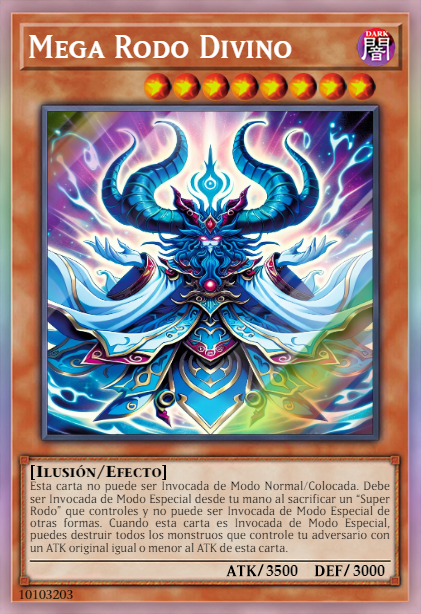 Mega Rodo Divino
DARK
闇
[Ilusión/Efecto]
Esta carta no puede ser Invocada de Modo Normal/Colocada. Debe
ser Invocada de Modo Especial desde tu mano al sacrificar un “Super
Rodo” que controles y no puede ser Invocada de Modo Especial de
otras formas. Cuando esta carta es Invocada de Modo Especial,
puedes destruir todos los monstruos que controle tu adversario con
un ATK original igual o menor al ATK de esta carta.
ATK/3500 DEF/3000
10103203